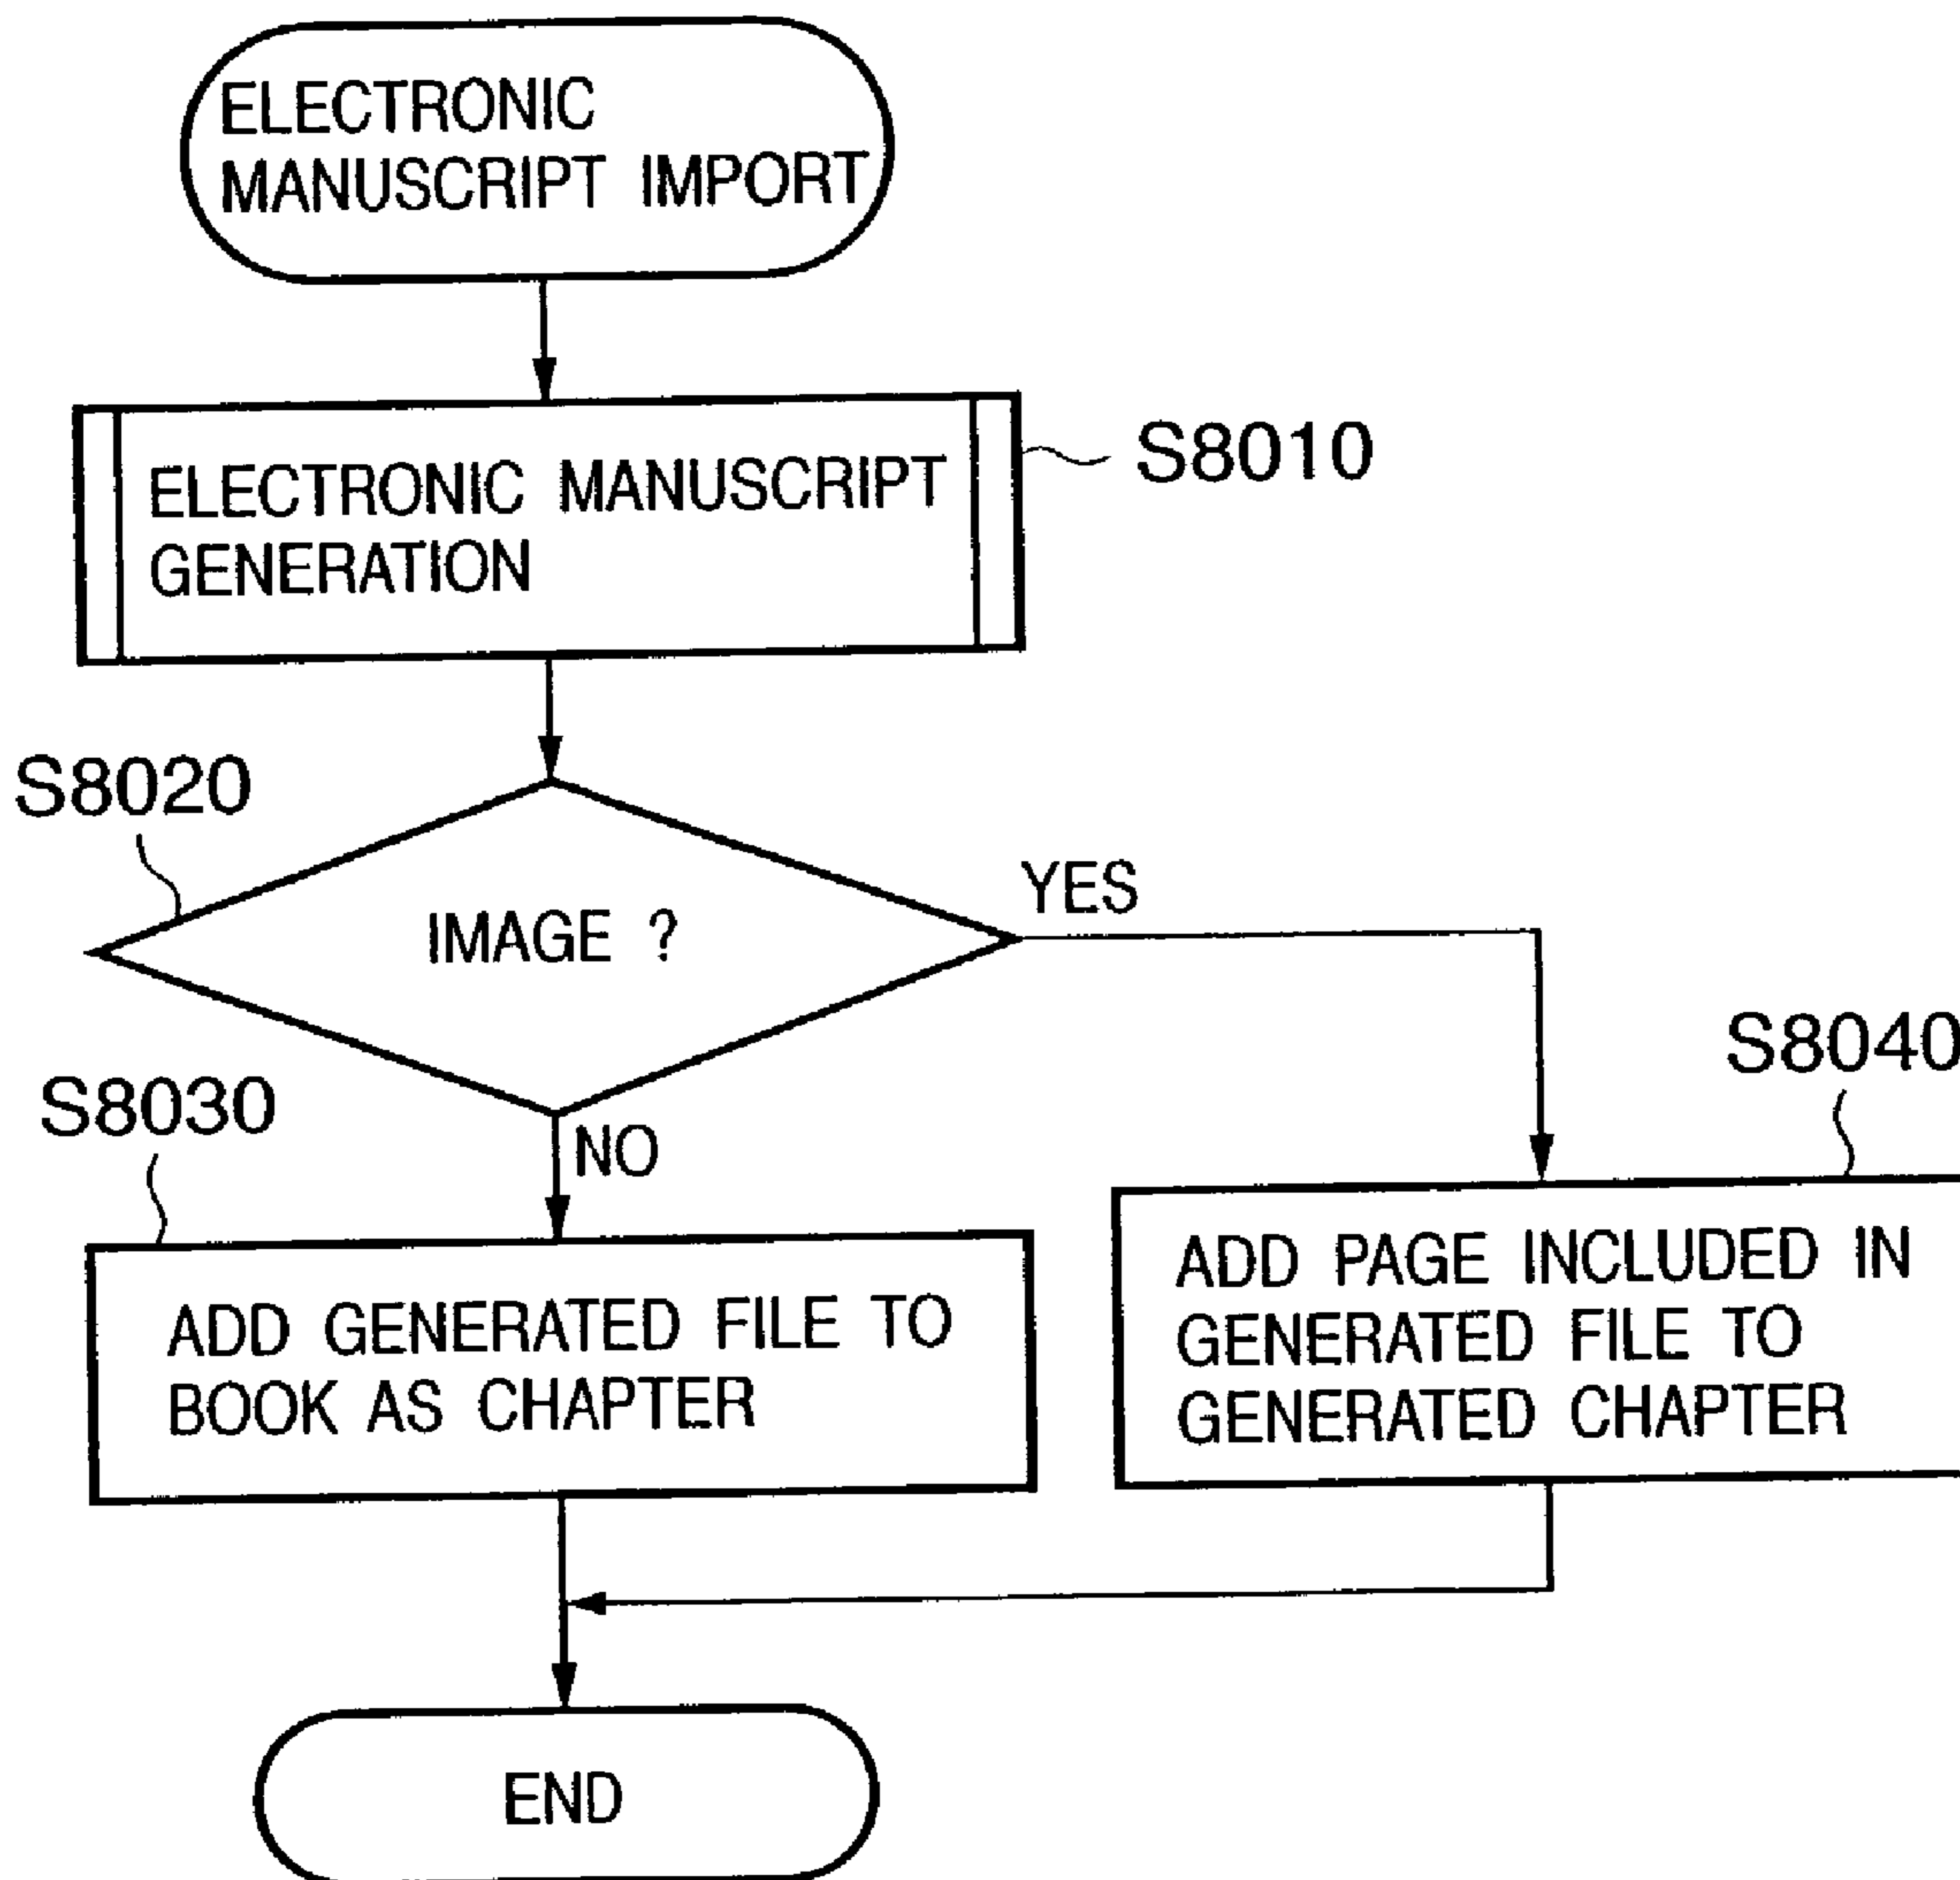 ELECTRONIC
MANUSCRIPT IMPORT
ELECTRONIC MANUSCRIPT
GENERATION
S8010
S8020
IMAGE ?
YES
NO
S8030
ADD GENERATED FILE TO
BOOK AS CHAPTER
S8040
ADD PAGE INCLUDED IN
GENERATED FILE TO
GENERATED CHAPTER
END